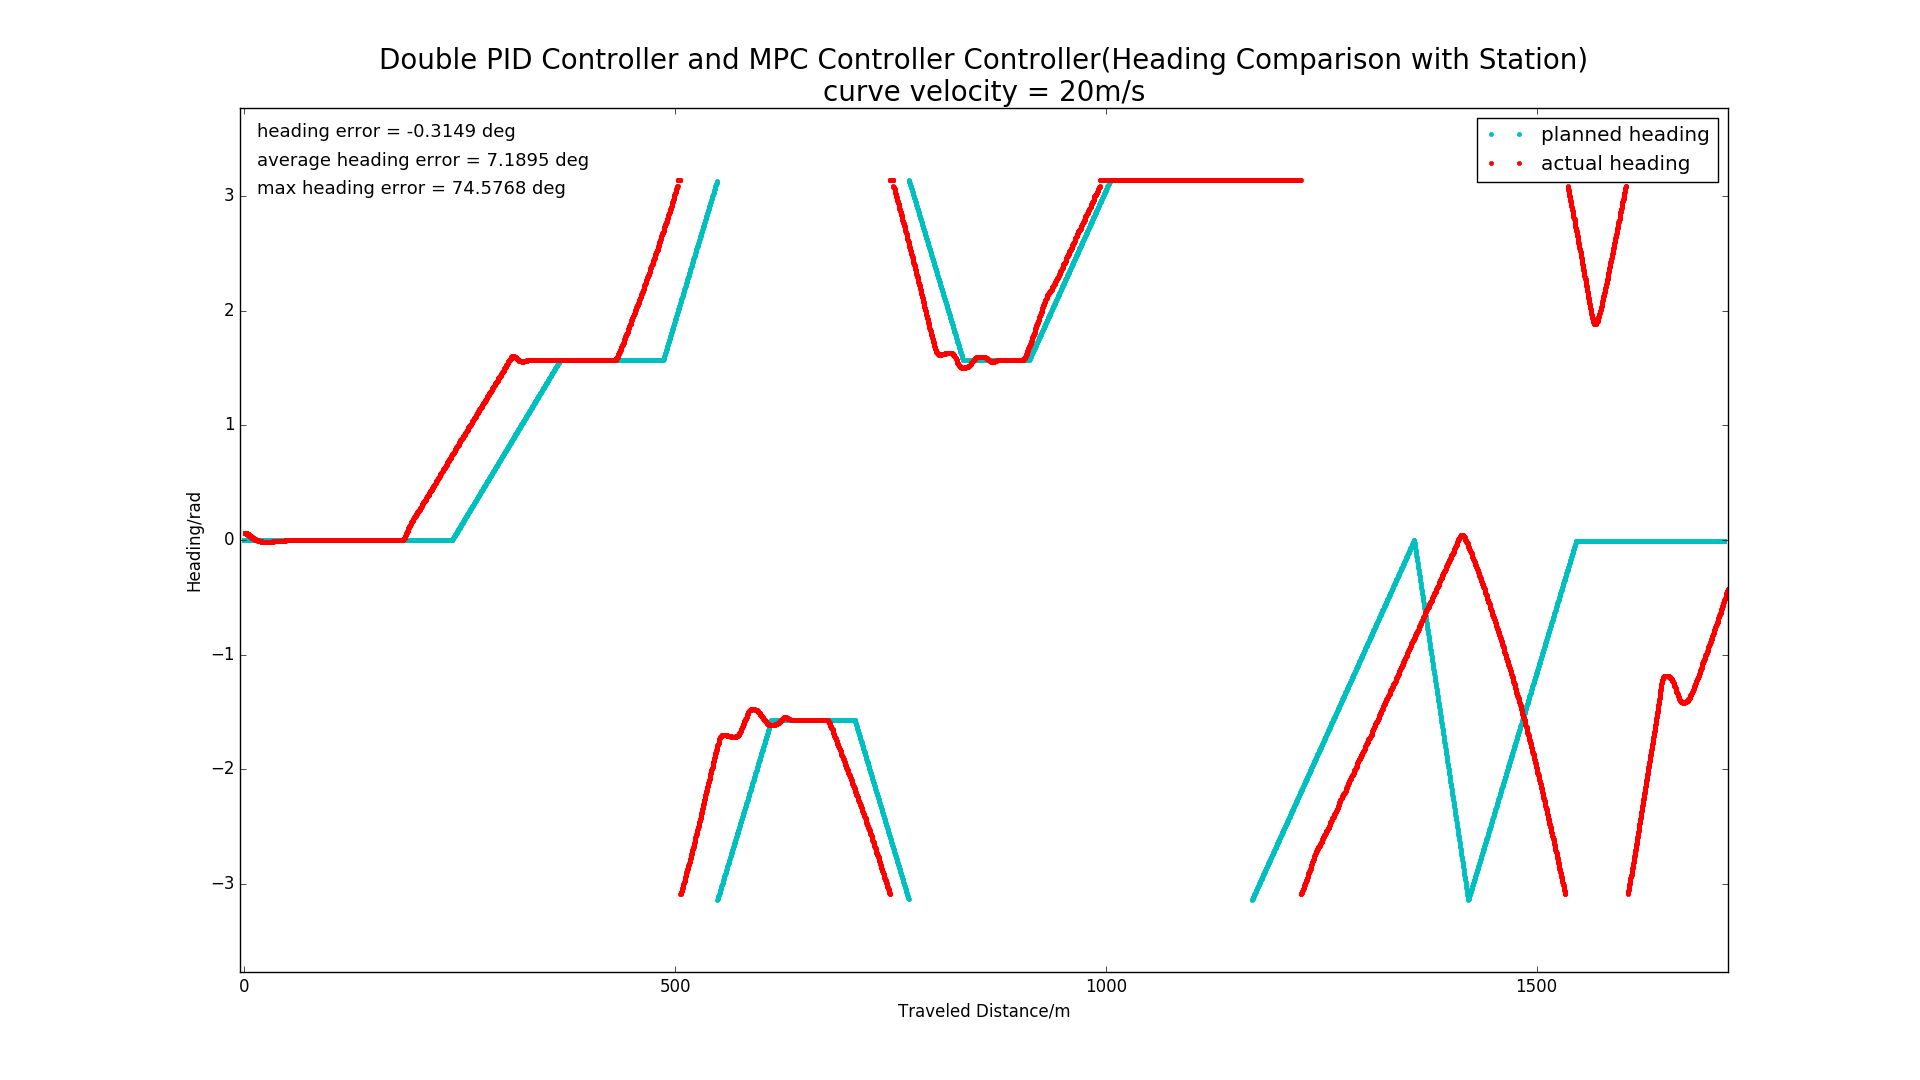 Double PID Controller and MPC Controller Controller(Heading Comparison with Station)
curve velocity = 20m/s
heading error = -0.3149 deg
average heading error = 7.1895 deg
max heading error = 74.5768 deg
planned heading
actual heading
3
2
1
0
−1
−2
−3
Heading/rad
0
500
1000
1500
Traveled Distance/m